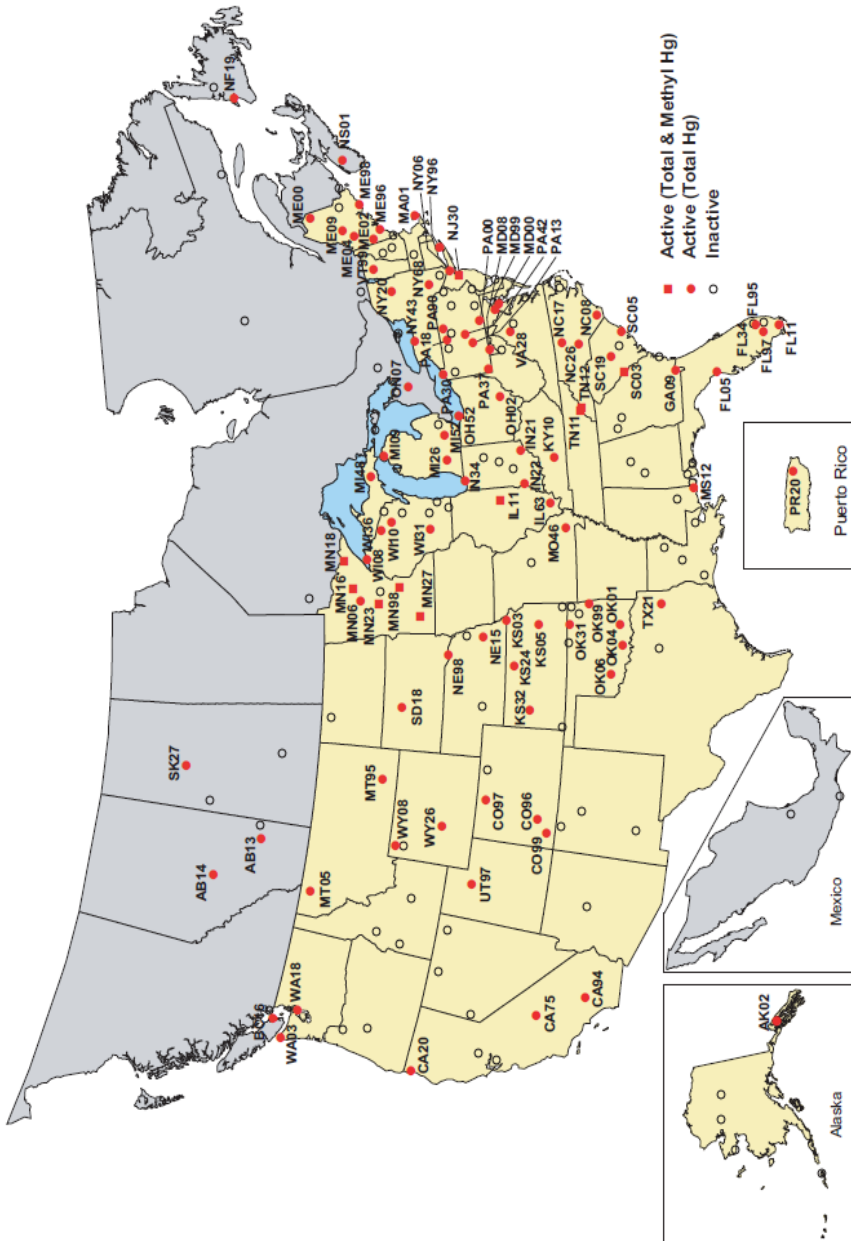 NF19
NS01
ME00
ME09
ME04
ME02
ME98
ME96
VT99
MA01
NY06
NY96
NJ30
NY20
NY68
NY43
PA90
PA18
PA30
PA00
MD08
MD99
MD00
PA42
PA13
PA37
VA28
ON07
OH52
OH02
MI09
MI48
MI52
MI26
IN34
IN21
IN22
KY10
IL11
IL63
NC17
NC08
NC26
TN12
TN11
SC05
SC19
SC03
GA09
FL05
FL34
FL95
FL97
FL11
MS12
MN18
MN16
MN06
MN23
MN98
MN27
WI36
WI08
WI10
WI31
MO46
NE15
NE98
SD18
KS03
KS05
KS24
KS32
OK31
OK99
OK01
OK04
OK06
TX21
SK27
AB13
AB14
MT05
MT95
WY08
WY26
CO97
CO96
CO99
UT97
BC16
WA18
WA03
CA20
CA75
CA94
Active (Total & Methyl Hg)
Active (Total Hg)
Inactive
AK02
Alaska
Mexico
PR20
Puerto Rico